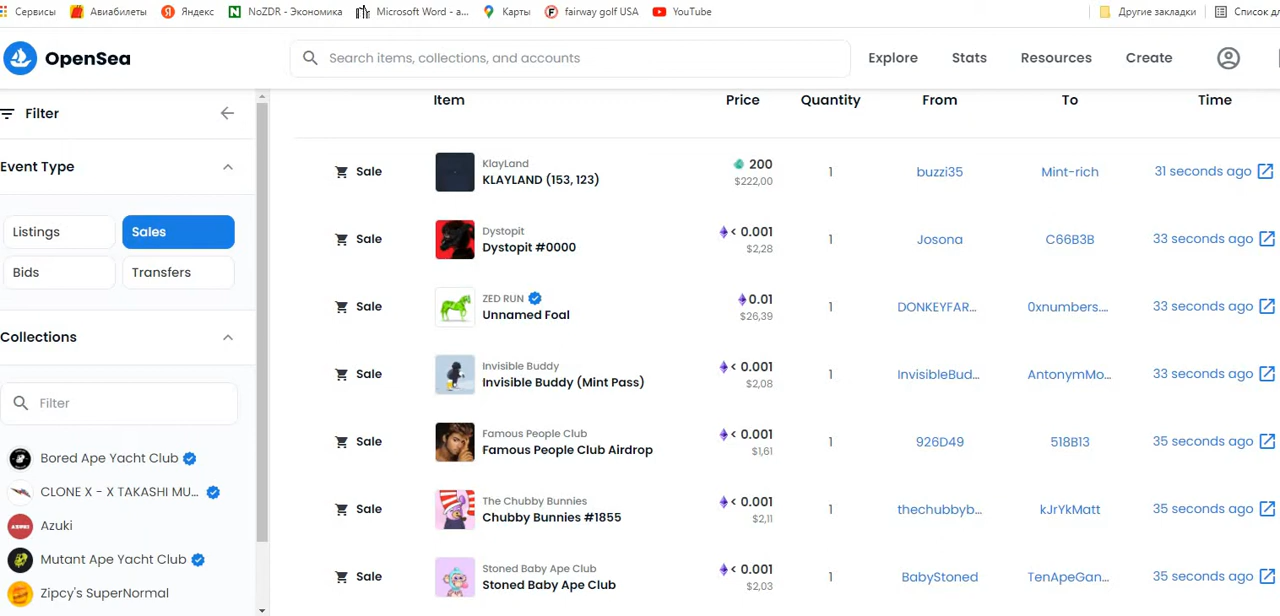 Сервисы Авиабилеты Яндекс NoZDR - Экономика Microsoft Word - а... Карты fairway golf USA YouTube Другие закладки Список дл
OpenSea Search items, collections, and accounts Explore Stats Resources Create
Filter
Event Type
Listings Sales
Bids Transfers
Collections
Filter
Bored Ape Yacht Club
CLONE X - X TAKASHI MU...
Azuki
Mutant Ape Yacht Club
Zipcy's SuperNormal
Item Price Quantity From To Time
Sale KlayLand 200 1 buzzi35 Mint-rich 31 seconds ago
KLAYLAND (153, 123) $222,00
Sale Dystopit < 0.001 1 Josona C66B3B 33 seconds ago
Dystopit #0000 $2,28
Sale ZED RUN 0.01 1 DONKEYFAR... 0xnumbers.... 33 seconds ago
Unnamed Foal $26,39
Sale Invisible Buddy < 0.001 1 InvisibleBud... AntonymMo... 33 seconds ago
Invisible Buddy (Mint Pass) $2,08
Sale Famous People Club < 0.001 1 926D49 518B13 35 seconds ago
Famous People Club Airdrop $1,61
Sale The Chubby Bunnies < 0.001 1 thechubbyb... kJrYkMatt 35 seconds ago
Chubby Bunnies #1855 $2,11
Sale Stoned Baby Ape Club < 0.001 1 BabyStoned TenApeGan... 35 seconds ago
Stoned Baby Ape Club $2,03